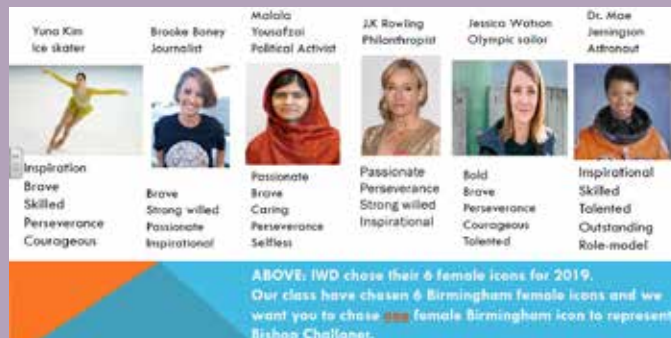 Yuna Kim
Ice skater
Brooke Boney
Journalist
Malala
Yousafzai
Political Activist
J.K Rowling
Philanthropist
Jessica Watson
Olympic sailor
Dr. Mae
Jemingson
Astronaut
Inspiration
Brave
Skilled
Perseverance
Courageous
Brave
Strong willed
Passionate
Inspirational
Passionate
Brave
Caring
Perseverance
Selfless
Passionate
Perseverance
Strong willed
Inspirational
Bold
Brave
Perseverance
Courageous
Talented
Inspirational
Skilled
Talented
Outstanding
Role-model
ABOVE: IWD chose their 6 female icons for 2019.
Our class have chosen 6 Birmingham female icons and we
want you to chose one female Birmingham icon to represent
Bishop Challoner.